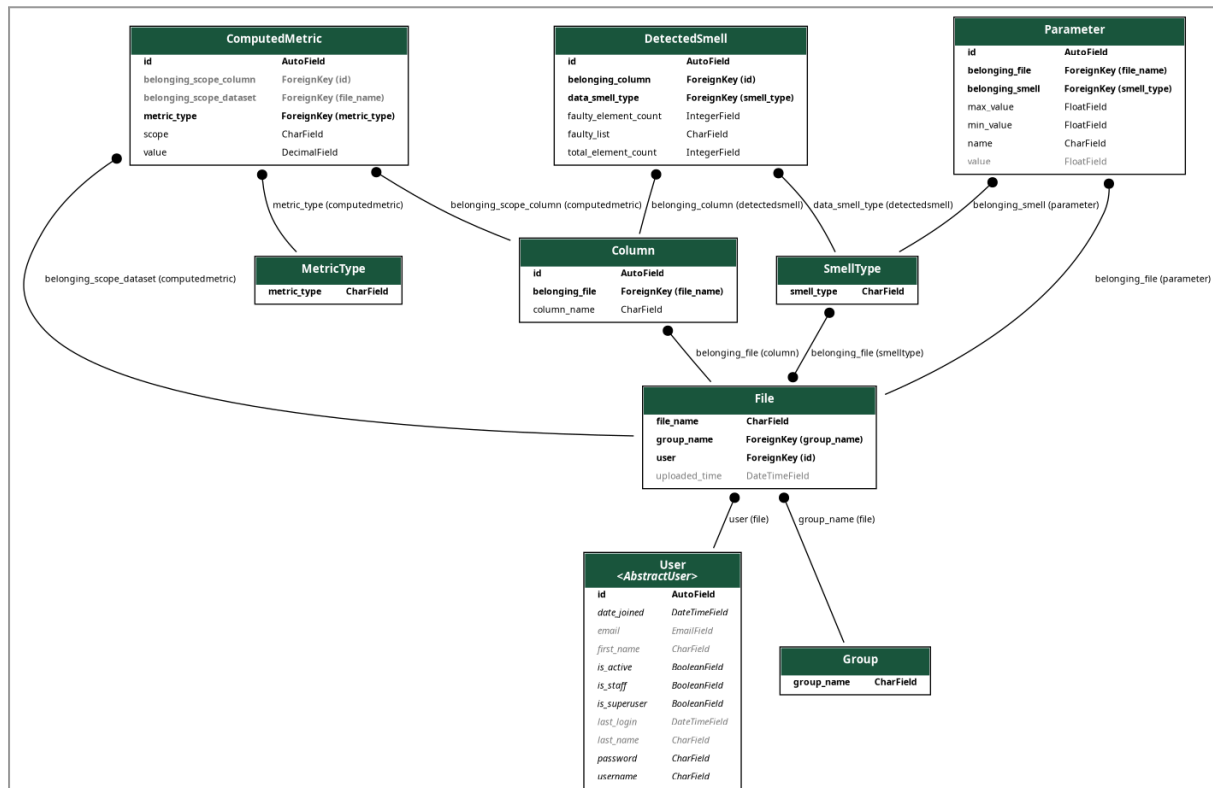 ComputedMetric
id AutoField
belonging_scope_column ForeignKey (id)
belonging_scope_dataset ForeignKey (file_name)
metric_type ForeignKey (metric_type)
scope CharField
value DecimalField
DetectedSmell
id AutoField
belonging_column ForeignKey (id)
data_smell_type ForeignKey (smell_type)
faulty_element_count IntegerField
faulty_list CharField
total_element_count IntegerField
Parameter
id AutoField
belonging_file ForeignKey (file_name)
belonging_smell ForeignKey (smell_type)
max_value FloatField
min_value FloatField
name CharField
value FloatField
metric_type (computedmetric)
belonging_scope_column (computedmetric)
belonging_column (detectedsmell)
data_smell_type (detectedsmell)
belonging_smell (parameter)
belonging_scope_dataset (computedmetric)
belonging_file (parameter)
MetricType
metric_type CharField
Column
id AutoField
belonging_file ForeignKey (file_name)
column_name CharField
SmellType
smell_type CharField
belonging_file (column)
belonging_file (smelltype)
File
file_name CharField
group_name ForeignKey (group_name)
user ForeignKey (id)
uploaded_time DateTimeField
user (file)
group_name (file)
User
<AbstractUser>
id AutoField
date_joined DateTimeField
email EmailField
first_name CharField
is_active BooleanField
is_staff BooleanField
is_superuser BooleanField
last_login DateTimeField
last_name CharField
password CharField
username CharField
Group
group_name CharField